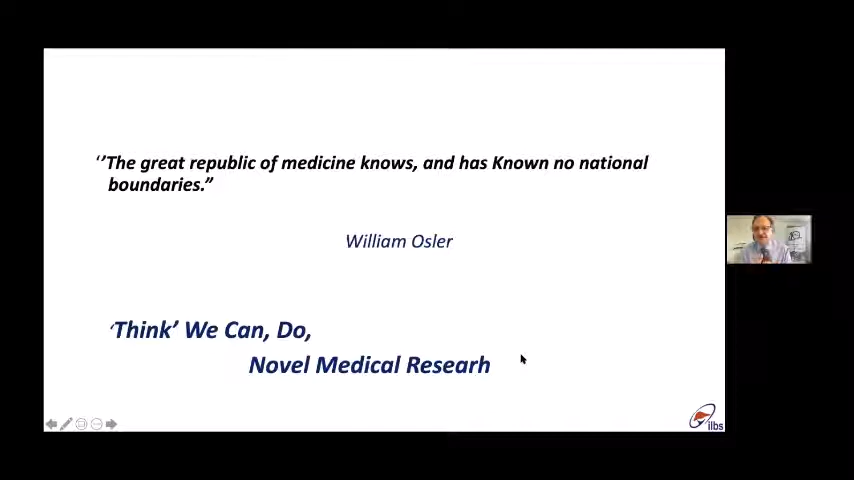 ‘’The great republic of medicine knows, and has Known no national
boundaries.”
William Osler
‘Think’ We Can, Do,
Novel Medical Researh
ilbs